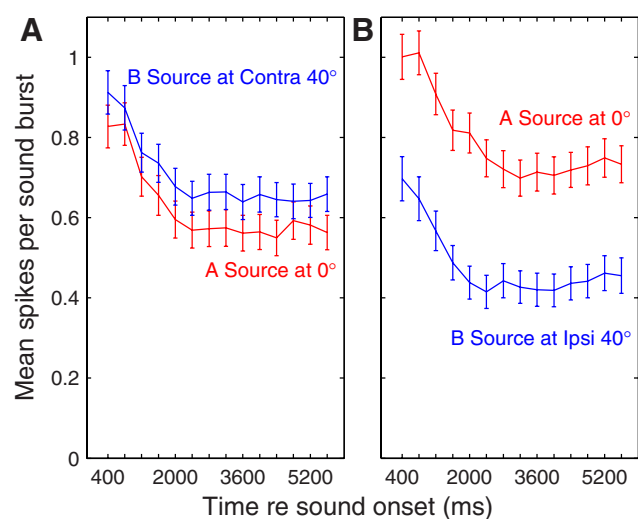 A
B
Mean spikes per sound burst
1
0.8
0.6
0.4
0.2
0
B Source at Contra 40°
A Source at 0°
A Source at 0°
B Source at Ipsi 40°
400 2000 3600 5200
400 2000 3600 5200
Time re sound onset (ms)